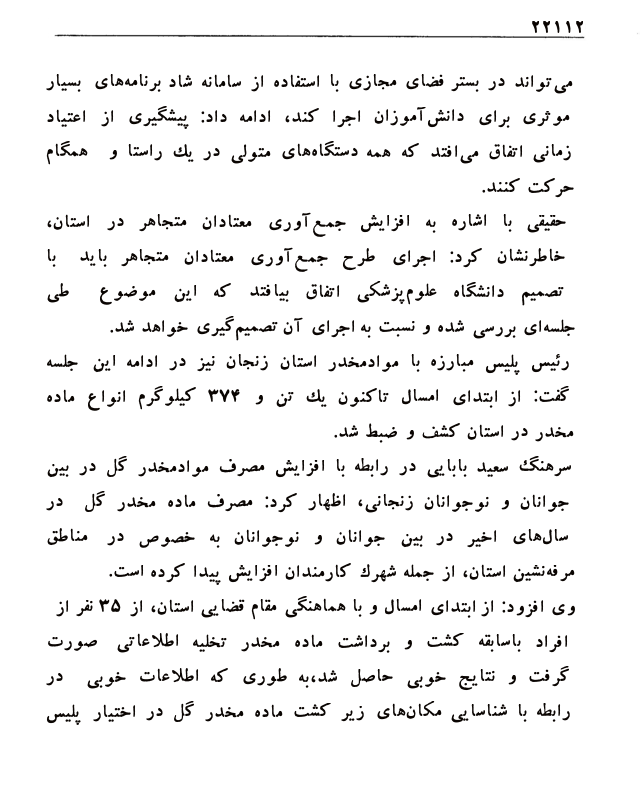 ۲۲۱۱۲
می‌تواند در بستر فضای مجازی با استفاده از سامانه شاد برنامه‌های بسیار
موثری برای دانش‌آموزان اجرا کند، ادامه داد: پیشگیری از اعتیاد
زمانی اتفاق می‌افتد که همه دستگاه‌های متولی در یك راستا و همگام
حرکت کنند.
حقیقی با اشاره به افزایش جمع‌آوری معتادان متجاهر در استان،
خاطرنشان کرد: اجرای طرح جمع‌آوری معتادان متجاهر باید با
تصمیم دانشگاه علوم‌پزشکی اتفاق بیافتد که این موضوع طی
جلسه‌ای بررسی شده و نسبت به اجرای آن تصمیم‌گیری خواهد شد.
رئیس پلیس مبارزه با موادمخدر استان زنجان نیز در ادامه این جلسه
گفت: از ابتدای امسال تاکنون یك تن و ۳۷۴ کیلوگرم انواع ماده
مخدر در استان کشف و ضبط شد.
سرهنگ سعید بابایی در رابطه با افزایش مصرف موادمخدر گل در بین
جوانان و نوجوانان زنجانی، اظهار کرد: مصرف ماده مخدر گل در
سال‌های اخیر در بین جوانان و نوجوانان به خصوص در مناطق
مرفه‌نشین استان، از جمله شهرك کارمندان افزایش پیدا کرده است.
وی افزود: از ابتدای امسال و با هماهنگی مقام قضایی استان، از ۳۵ نفر از
افراد باسابقه کشت و برداشت ماده مخدر تخلیه اطلاعاتی صورت
گرفت و نتایج خوبی حاصل شد،به طوری که اطلاعات خوبی در
رابطه با شناسایی مکان‌های زیر کشت ماده مخدر گل در اختیار پلیس